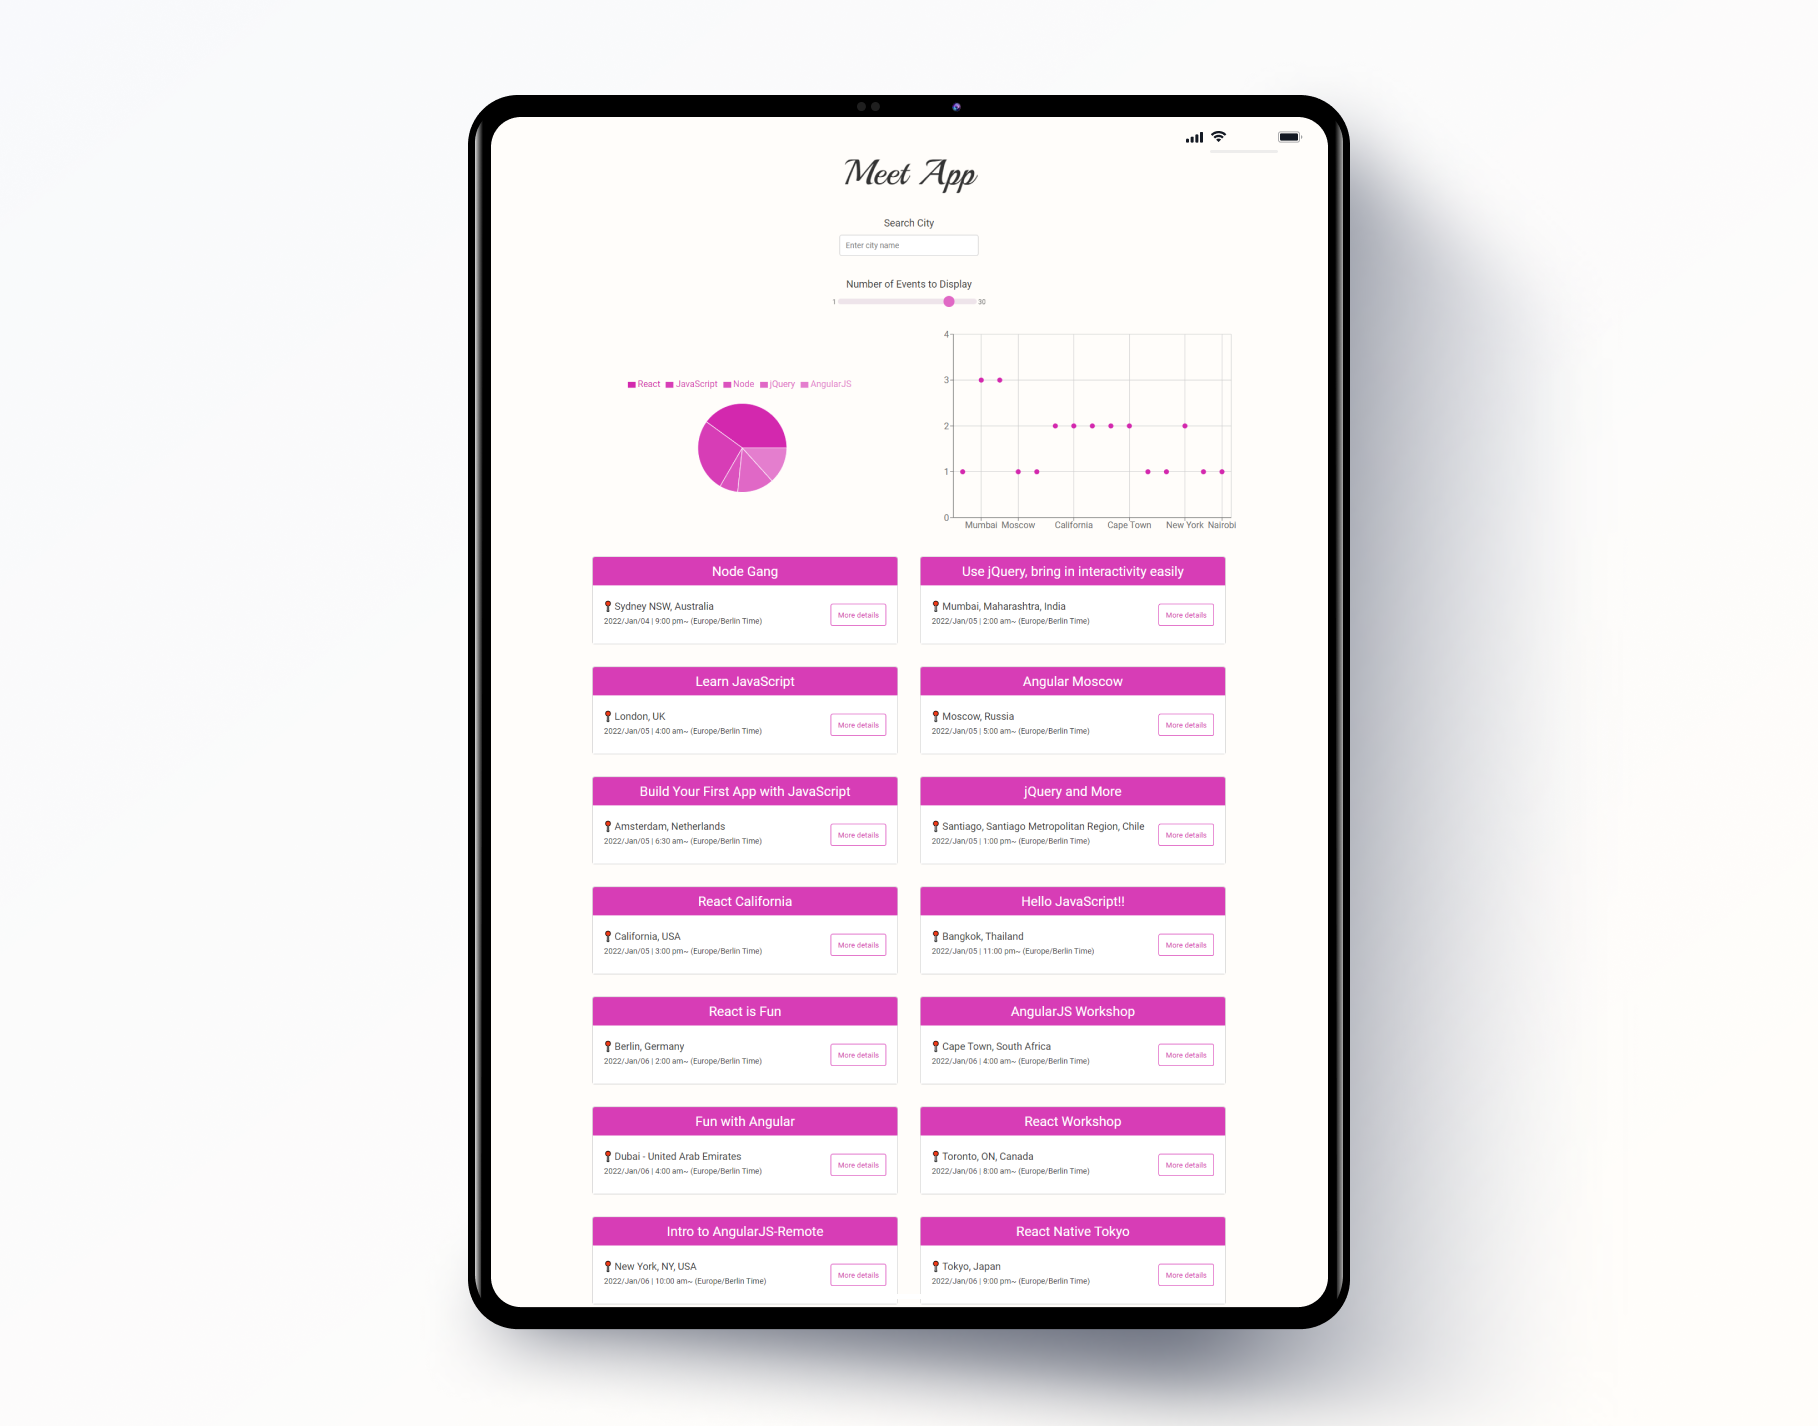 Meet App
Search City
Enter city name
Number of Events to Display
1 30
React JavaScript Node jQuery AngularJS
4
3
2
1
0
Mumbai Moscow California Cape Town New York Nairobi
Node Gang
Sydney NSW, Australia
2022/Jan/04 | 9:00 pm~ (Europe/Berlin Time)
More details
Use jQuery, bring in interactivity easily
Mumbai, Maharashtra, India
2022/Jan/05 | 2:00 am~ (Europe/Berlin Time)
More details
Learn JavaScript
London, UK
2022/Jan/05 | 4:00 am~ (Europe/Berlin Time)
More details
Angular Moscow
Moscow, Russia
2022/Jan/05 | 5:00 am~ (Europe/Berlin Time)
More details
Build Your First App with JavaScript
Amsterdam, Netherlands
2022/Jan/05 | 6:30 am~ (Europe/Berlin Time)
More details
jQuery and More
Santiago, Santiago Metropolitan Region, Chile
2022/Jan/05 | 1:00 pm~ (Europe/Berlin Time)
More details
React California
California, USA
2022/Jan/05 | 3:00 pm~ (Europe/Berlin Time)
More details
Hello JavaScript!!
Bangkok, Thailand
2022/Jan/05 | 11:00 pm~ (Europe/Berlin Time)
More details
React is Fun
Berlin, Germany
2022/Jan/06 | 2:00 am~ (Europe/Berlin Time)
More details
AngularJS Workshop
Cape Town, South Africa
2022/Jan/06 | 4:00 am~ (Europe/Berlin Time)
More details
Fun with Angular
Dubai - United Arab Emirates
2022/Jan/06 | 4:00 am~ (Europe/Berlin Time)
More details
React Workshop
Toronto, ON, Canada
2022/Jan/06 | 8:00 am~ (Europe/Berlin Time)
More details
Intro to AngularJS-Remote
New York, NY, USA
2022/Jan/06 | 10:00 am~ (Europe/Berlin Time)
More details
React Native Tokyo
Tokyo, Japan
2022/Jan/06 | 9:00 pm~ (Europe/Berlin Time)
More details